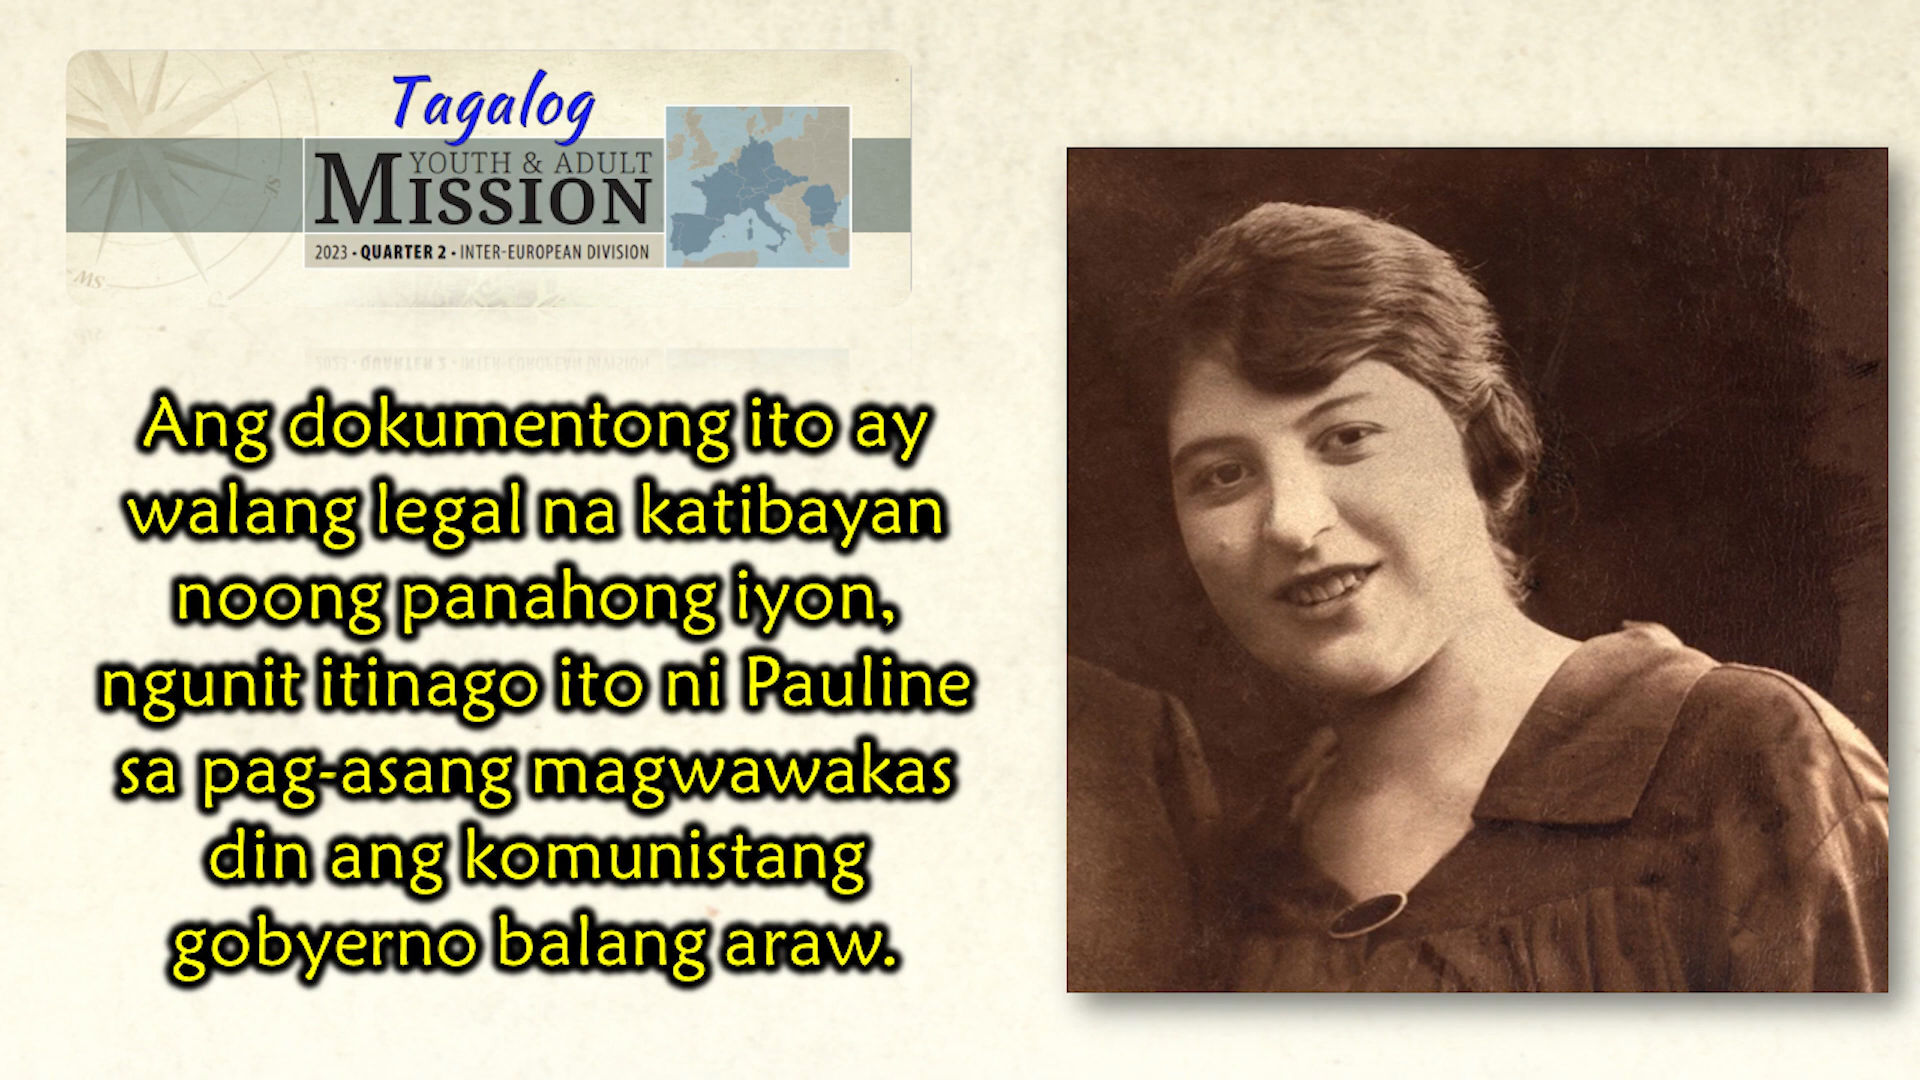 Tagalog
YOUTH & ADULT
MISSION
2023 • QUARTER 2 • INTER-EUROPEAN DIVISION
MS
Ang dokumentong ito ay
walang legal na katibayan
noong panahong iyon,
ngunit itinago ito ni Pauline
sa pag-asang magwawakas
din ang komunistang
gobyerno balang araw.